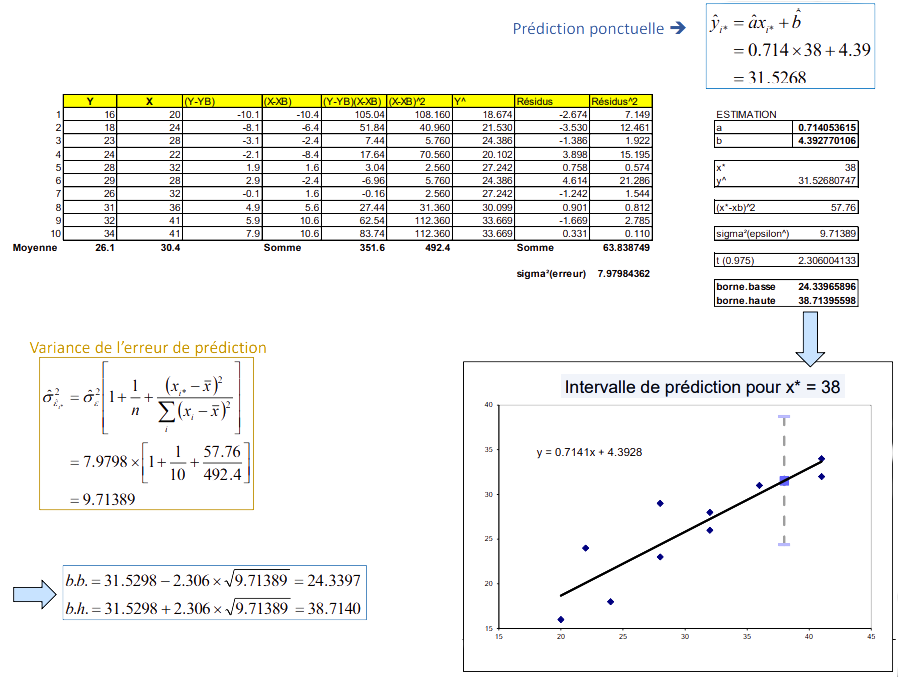 Prédiction ponctuelle ➔
ŷ_{i*} = âx_{i*} + b̂
= 0.714 × 38 + 4.39
= 31.5268
Y X (Y-YB) (X-XB) (Y-YB)(X-XB) (X-XB)^2 Y^ Résidus Résidus^2
1 16 20 -10.1 -10.4 105.04 108.160 18.674 -2.674 7.149
2 18 24 -8.1 -6.4 51.84 40.960 21.530 -3.530 12.461
3 23 28 -3.1 -2.4 7.44 5.760 24.386 -1.386 1.922
4 24 22 -2.1 -8.4 17.64 70.560 20.102 3.898 15.195
5 28 32 1.9 1.6 3.04 2.560 27.242 0.758 0.574
6 29 28 2.9 -2.4 -6.96 5.760 24.386 4.614 21.286
7 26 32 -0.1 1.6 -0.16 2.560 27.242 -1.242 1.544
8 31 36 4.9 5.6 27.44 31.360 30.099 0.901 0.812
9 32 41 5.9 10.6 62.54 112.360 33.669 -1.669 2.785
10 34 41 7.9 10.6 83.74 112.360 33.669 0.331 0.110
Moyenne 26.1 30.4 Somme 351.6 492.4 Somme 63.838749
sigma²(erreur) 7.97984362
ESTIMATION
a 0.714053615
b 4.392770106
x* 38
y^ 31.52680747
(x*-xb)^2 57.76
sigma²(epsilon^) 9.71389
t (0.975) 2.306004133
borne.basse 24.33965896
borne.haute 38.71395598
Variance de l'erreur de prédiction
σ̂²_{ε̂_{i*}} = σ̂²_ε [1 + 1/n + (x_{i*} − x̄)² / ∑_i (x_i − x̄)²]
= 7.9798 × [1 + 1/10 + 57.76/492.4]
= 9.71389
b.b. = 31.5298 − 2.306 × √9.71389 = 24.3397
b.h. = 31.5298 + 2.306 × √9.71389 = 38.7140
Intervalle de prédiction pour x* = 38
y = 0.7141x + 4.3928
40
35
30
25
20
15
15 20 25 30 35 40 45